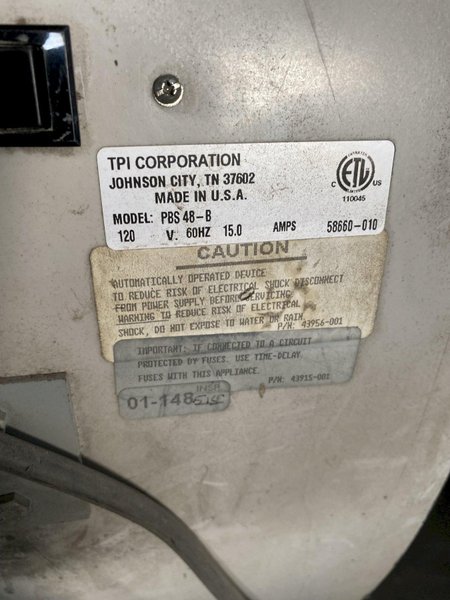 TPI CORPORATION
JOHNSON CITY, TN 37602
MADE IN U.S.A.
MODEL: PBS 48-B
120 V. 60HZ 15.0 AMPS 58660-010
C ETL US
110045
CAUTION
AUTOMATICALLY OPERATED DEVICE
TO REDUCE RISK OF ELECTRICAL SHOCK DISCONNECT
FROM POWER SUPPLY BEFORE SERVICING
WARNING TO REDUCE RISK OF ELECTRICAL
SHOCK, DO NOT EXPOSE TO WATER OR RAIN.
P/N: 43956-001
IMPORTANT: IF CONNECTED TO A CIRCUIT
PROTECTED BY FUSES. USE TIME-DELAY
FUSES WITH THIS APPLIANCE.
P/N: 43915-001
INSP
01-148